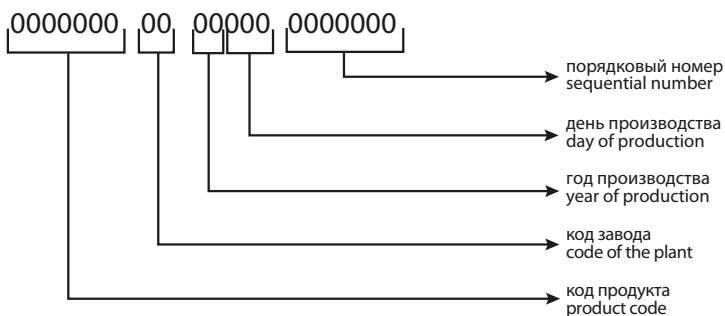 0000000 00 00000 0000000
порядковый номер
sequential number
день производства
day of production
год производства
year of production
код завода
code of the plant
код продукта
product code